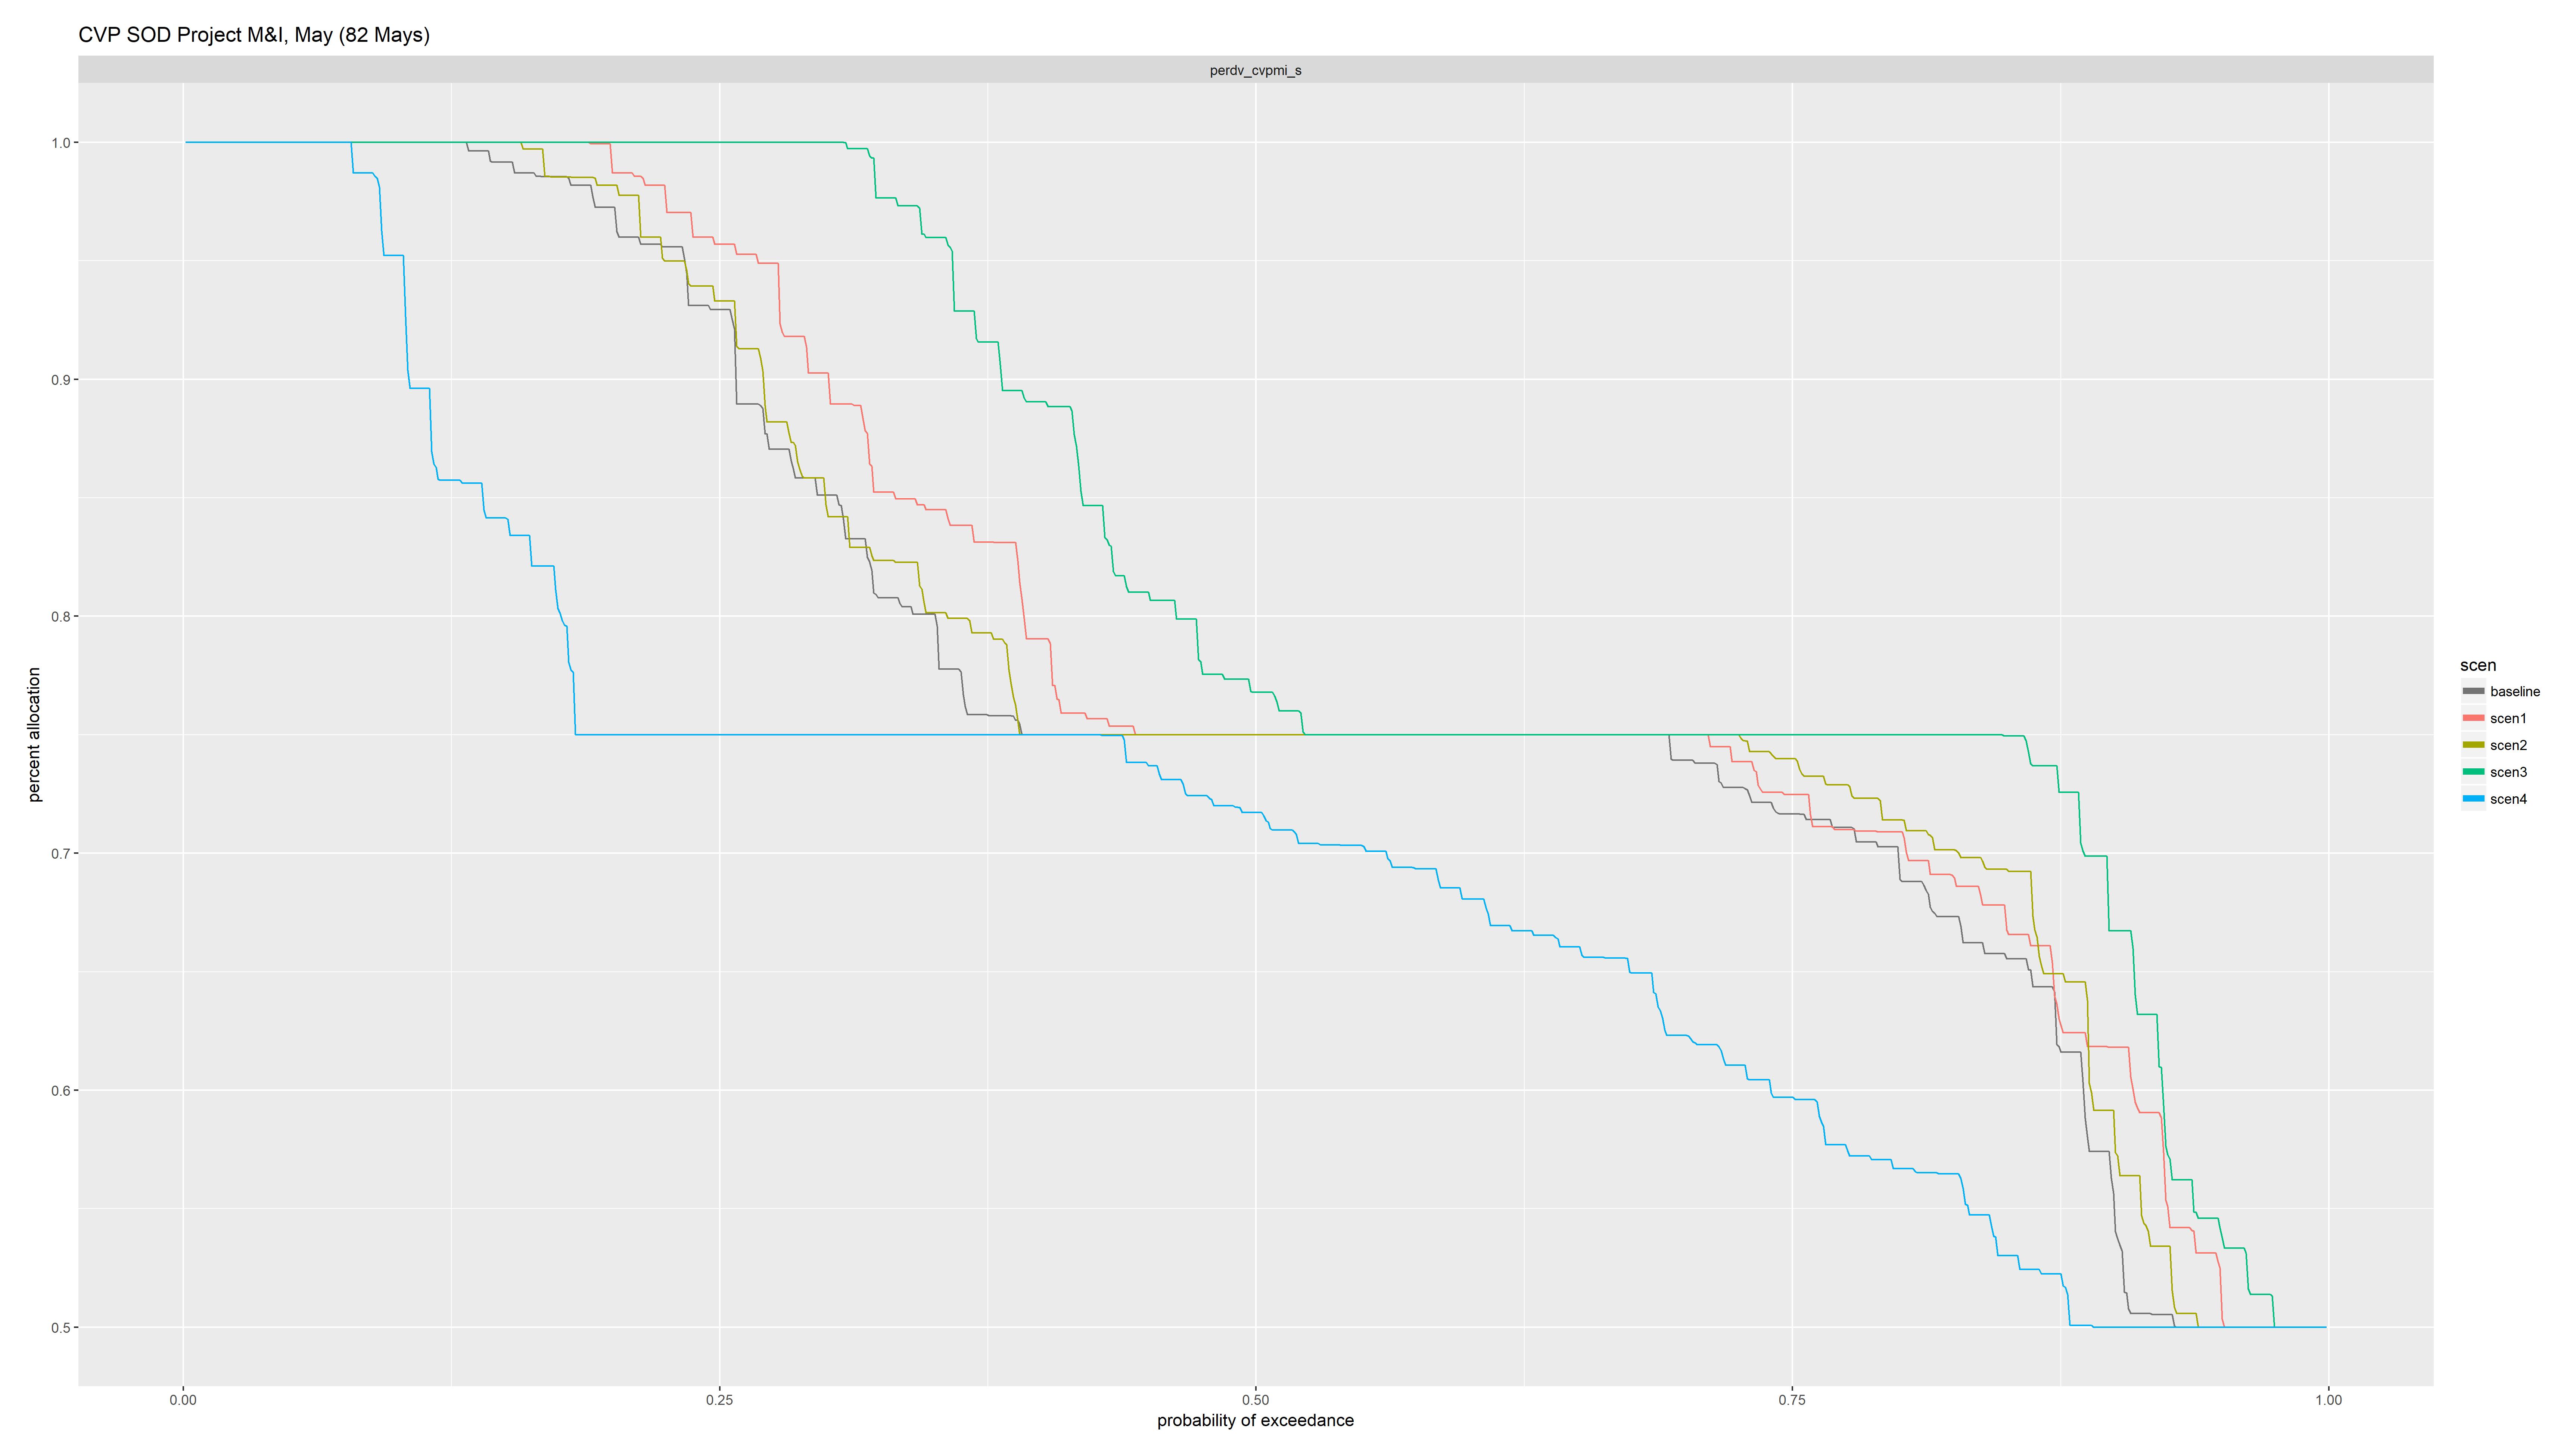 CVP SOD Project M&I, May (82 Mays)
perdv_cvpmi_s
1.0
0.9
0.8
0.7
0.6
0.5
percent allocation
0.00 0.25 0.50 0.75 1.00
probability of exceedance
scen
baseline
scen1
scen2
scen3
scen4